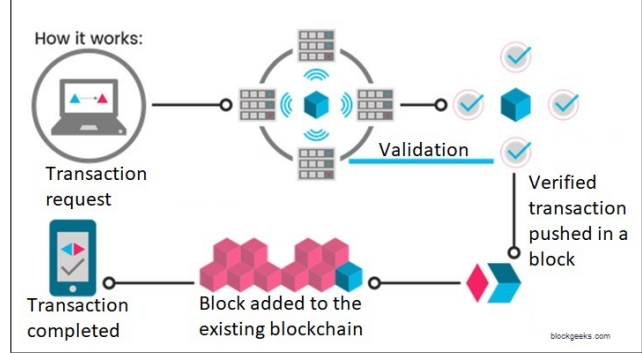 How it works:
Transaction
request
Validation
Verified
transaction
pushed in a
block
Transaction
completed
Block added to the
existing blockchain
blockgeeks.com